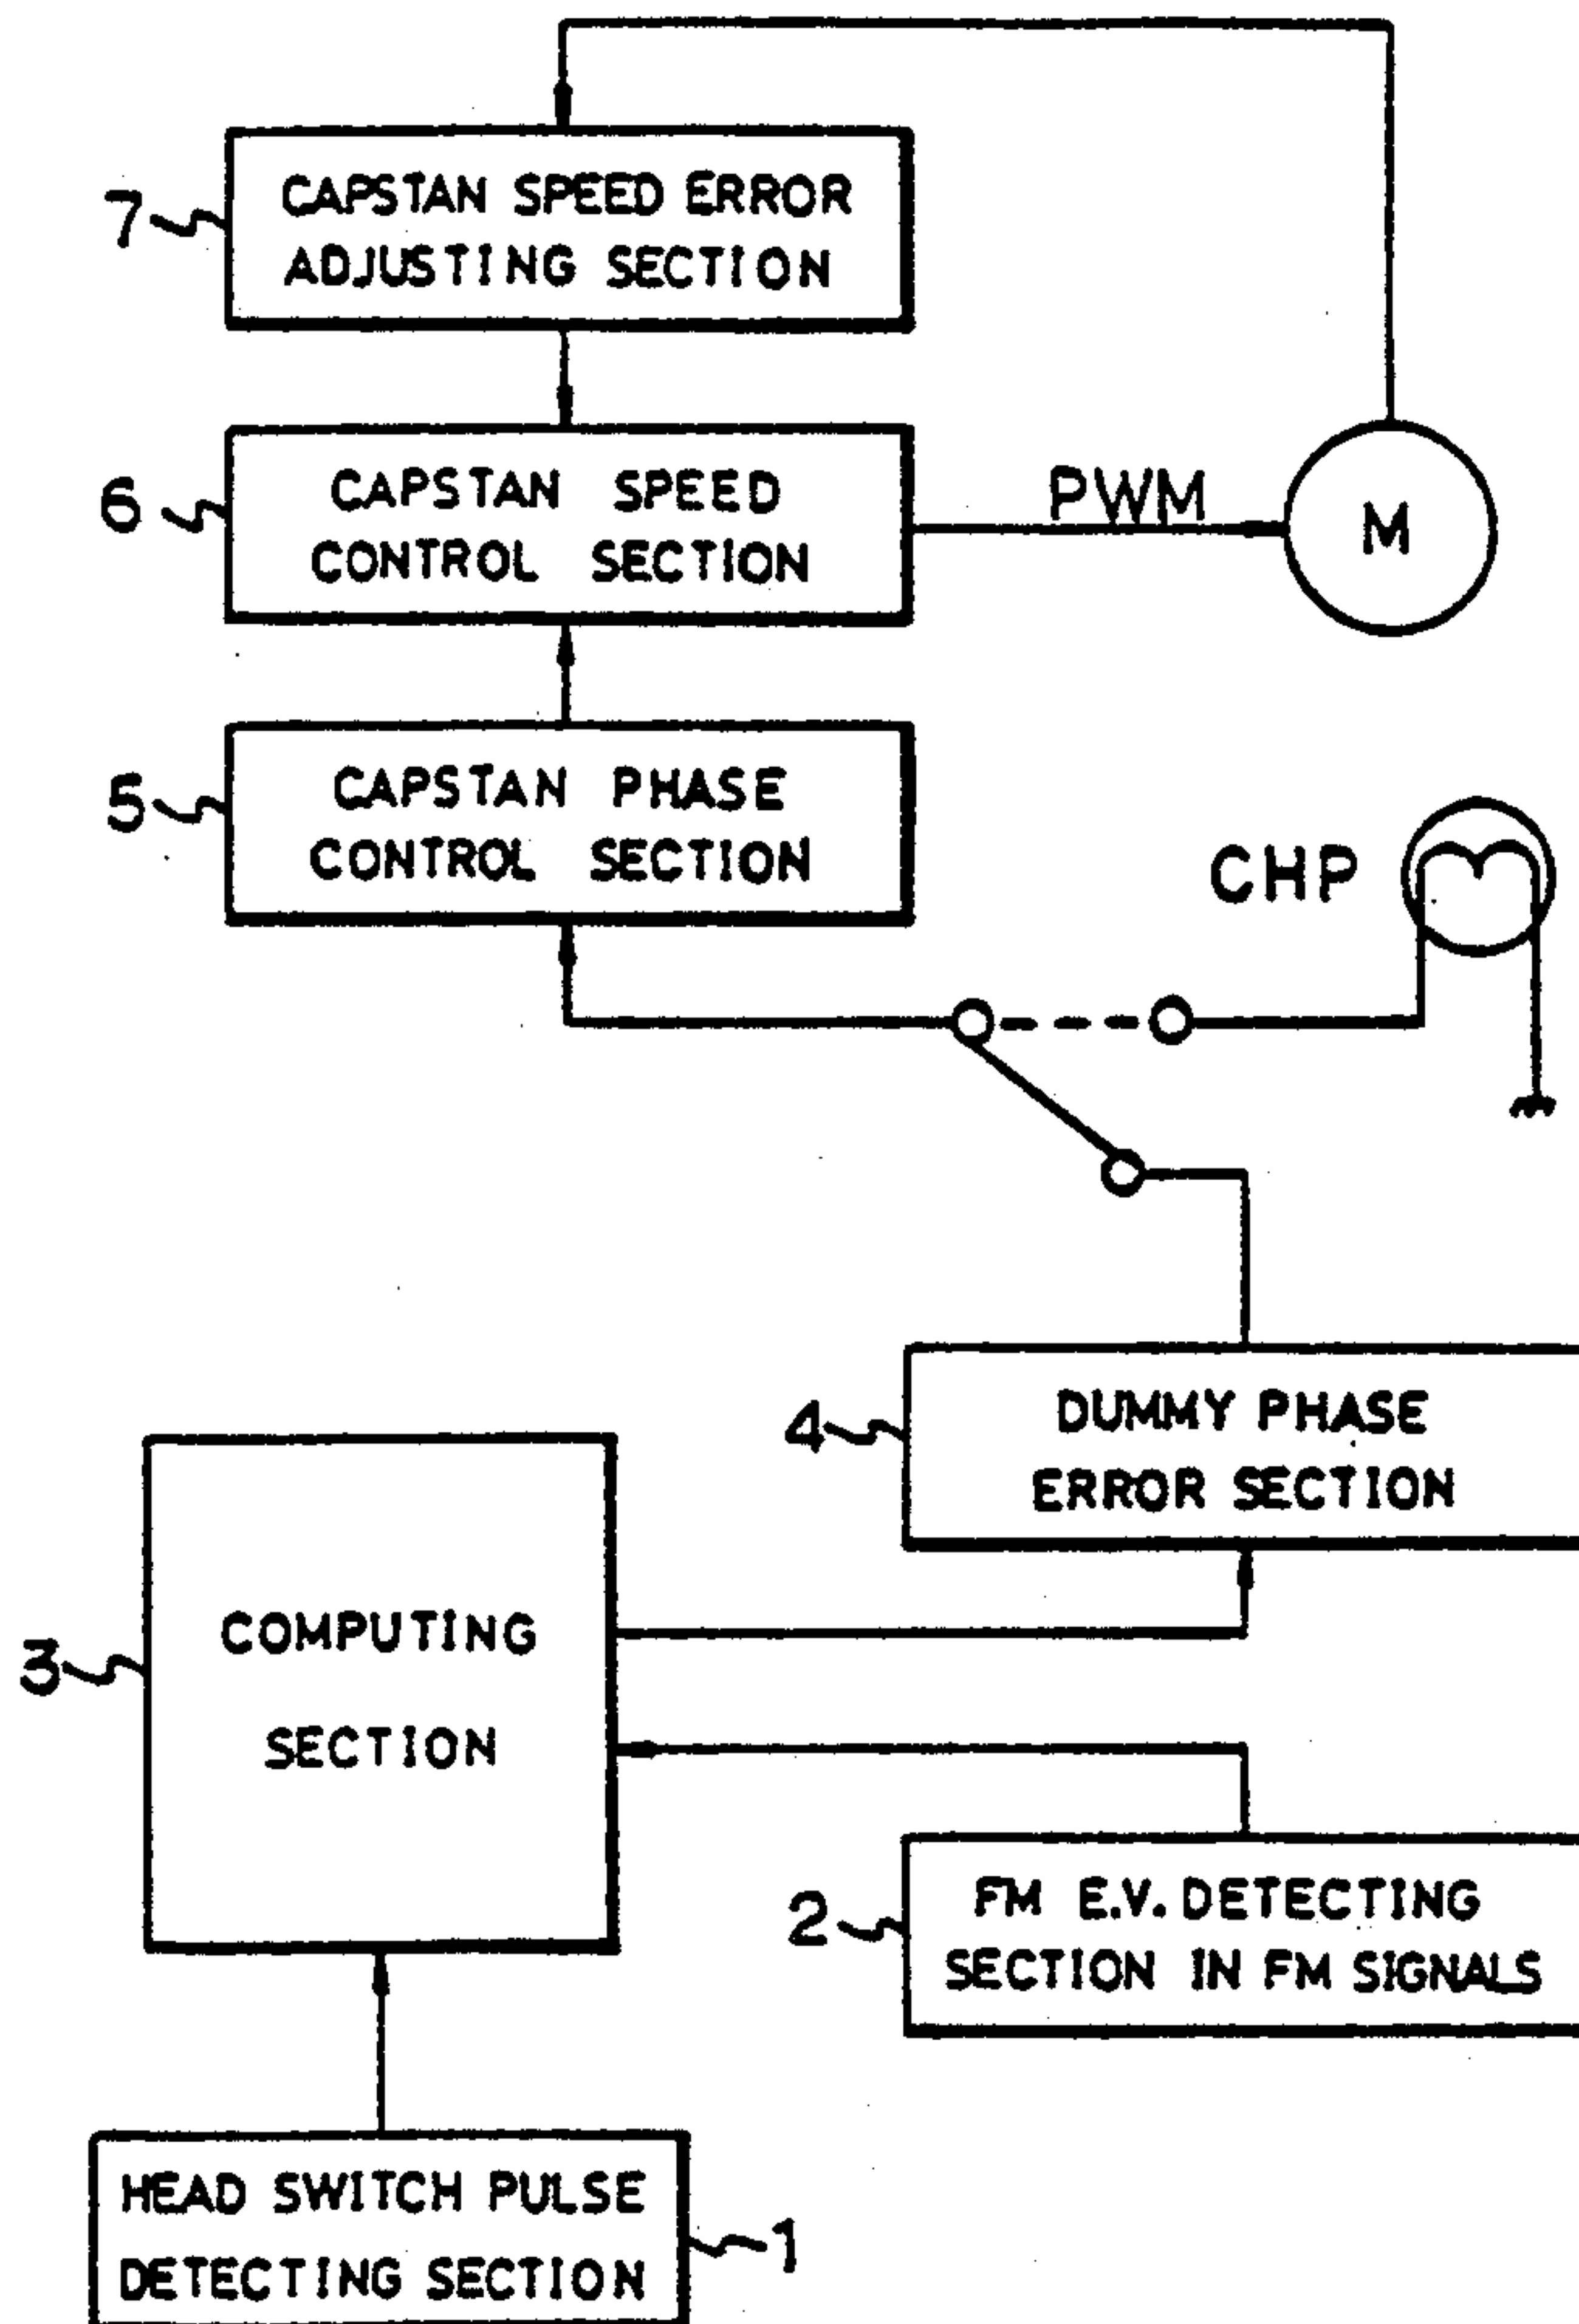 7
CAPSTAN SPEED ERROR
ADJUSTING SECTION
6
CAPSTAN SPEED
CONTROL SECTION
PWM
M
5
CAPSTAN PHASE
CONTROL SECTION
CHP
4
DUMMY PHASE
ERROR SECTION
3
COMPUTING
SECTION
2
FM E.V. DETECTING
SECTION IN FM SIGNALS
HEAD SWITCH PULSE
DETECTING SECTION
1